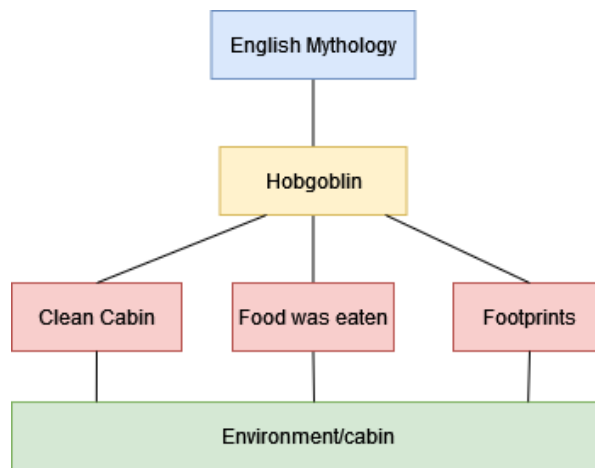 English Mythology
Hobgoblin
Clean Cabin
Food was eaten
Footprints
Environment/cabin